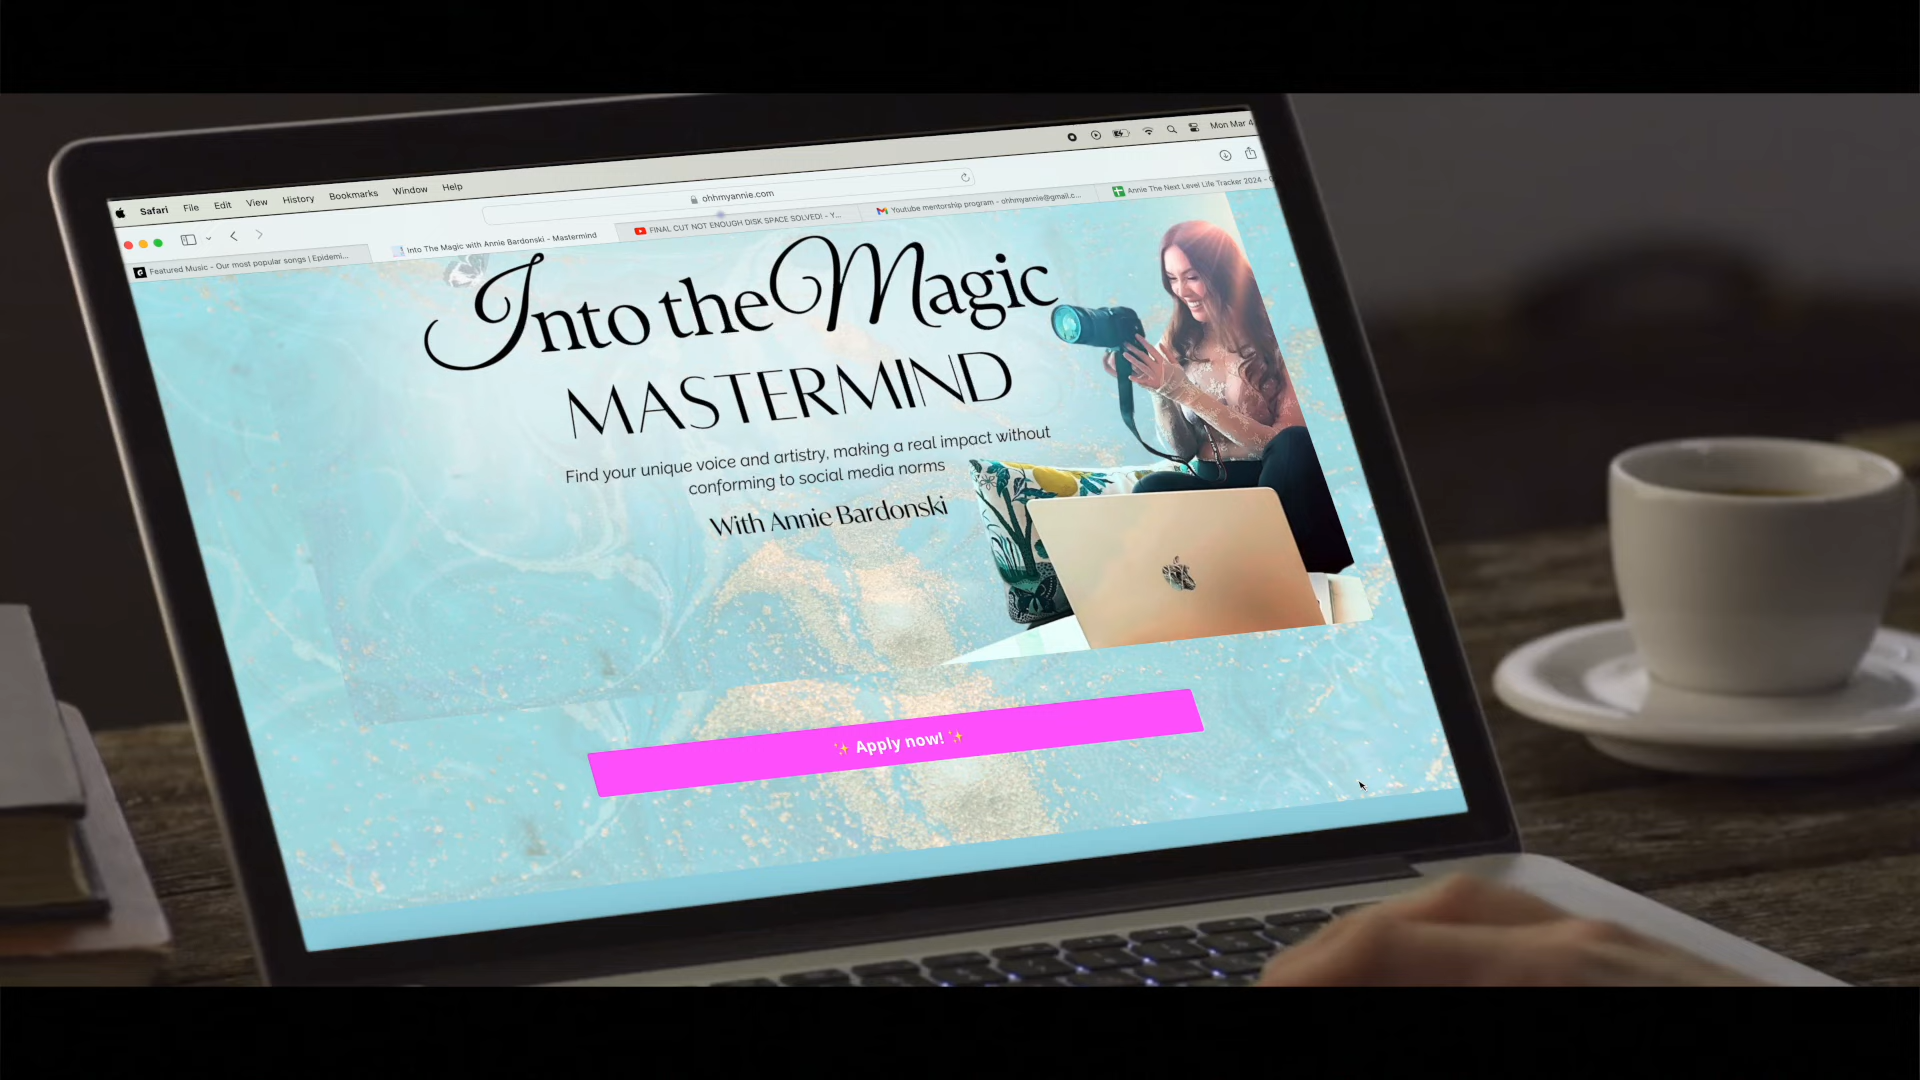 Safari File Edit View History Bookmarks Window Help
Mon Mar 4
ohhmyannie.com
Featured Music - Our most popular songs | Epidemi...
Into The Magic with Annie Bardonski - Mastermind
FINAL CUT NOT ENOUGH DISK SPACE SOLVED! - Y...
Youtube mentorship program - ohhmyannie@gmail.c...
Annie The Next Level Life Tracker 2024 -
Into the Magic
MASTERMIND
Find your unique voice and artistry, making a real impact without
conforming to social media norms
With Annie Bardonski
✨ Apply now! ✨